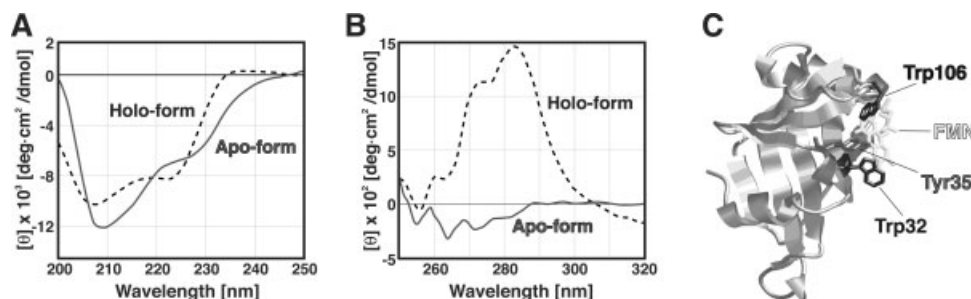 A
[θ] x 10³ [deg·cm² /dmol]
2
0
-4
-8
-12
Holo-form
Apo-form
200 210 220 230 240 250
Wavelength [nm]
B
[θ] x 10² [deg·cm² /dmol]
15
10
5
0
-5
Holo-form
Apo-form
260 280 300 320
Wavelength [nm]
C
Trp106
FMN
Tyr35
Trp32